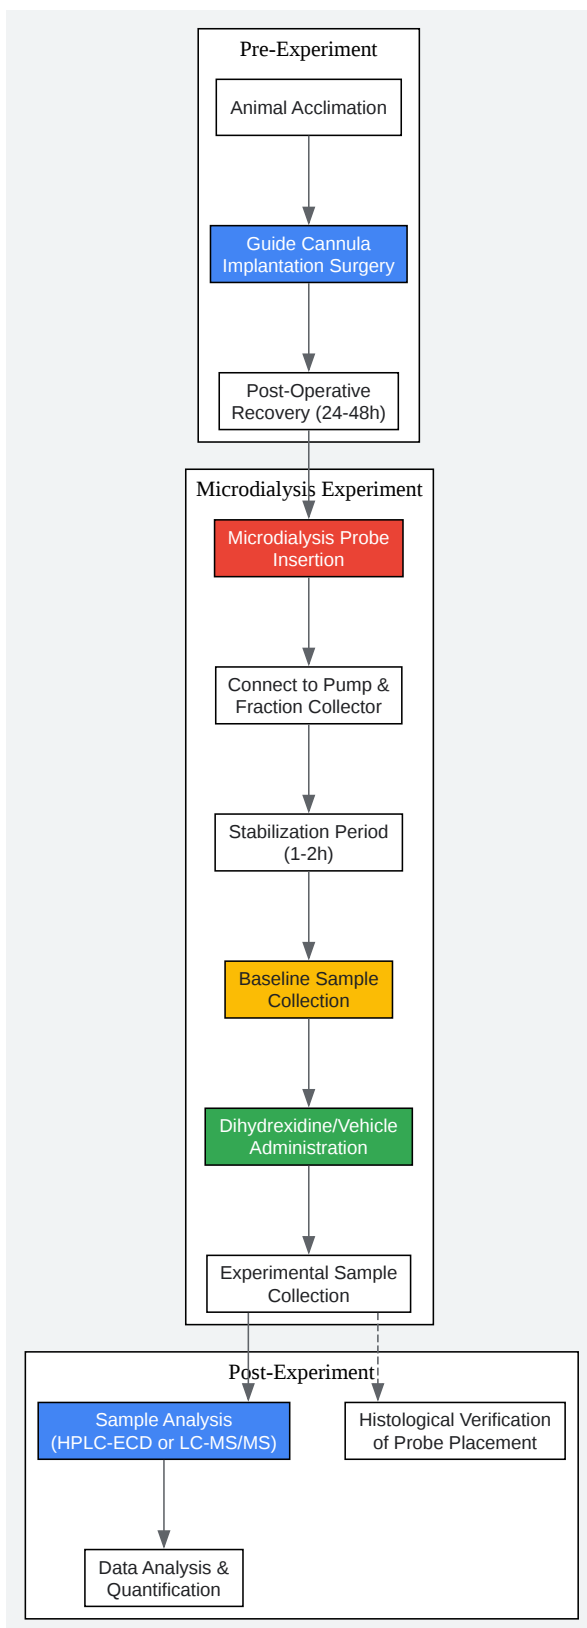 Pre-Experiment
Animal Acclimation
Guide Cannula
Implantation Surgery
Post-Operative
Recovery (24-48h)
Microdialysis Experiment
Microdialysis Probe
Insertion
Connect to Pump &
Fraction Collector
Stabilization Period
(1-2h)
Baseline Sample
Collection
Dihydrexidine/Vehicle
Administration
Experimental Sample
Collection
Post-Experiment
Sample Analysis
(HPLC-ECD or LC-MS/MS)
Histological Verification
of Probe Placement
Data Analysis &
Quantification